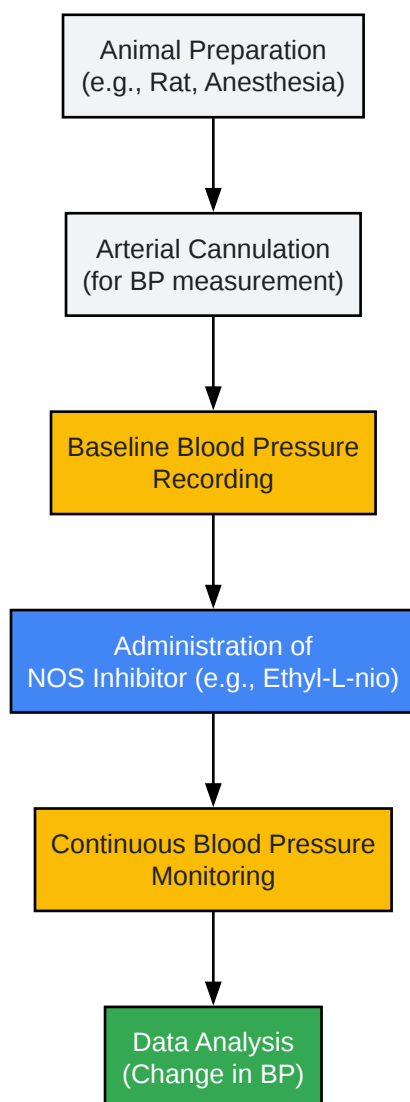 Animal Preparation
(e.g., Rat, Anesthesia)
Arterial Cannulation
(for BP measurement)
Baseline Blood Pressure
Recording
Administration of
NOS Inhibitor (e.g., Ethyl-L-nio)
Continuous Blood Pressure
Monitoring
Data Analysis
(Change in BP)